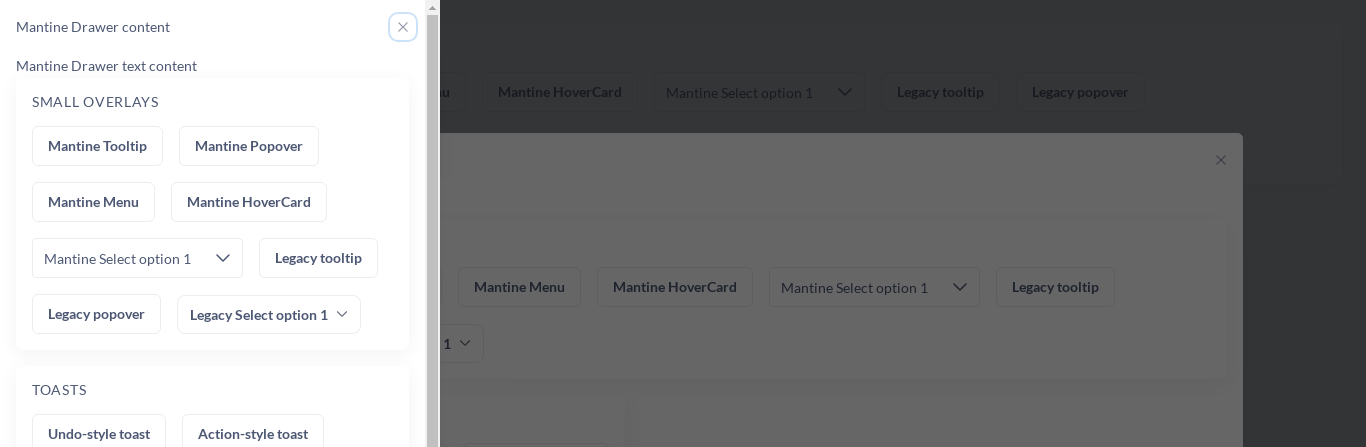 Mantine Drawer content
Mantine Drawer text content
SMALL OVERLAYS
Mantine Tooltip Mantine Popover
Mantine Menu Mantine HoverCard
Mantine Select option 1 Legacy tooltip
Legacy popover Legacy Select option 1
TOASTS
Undo-style toast Action-style toast
Mantine HoverCard Mantine Select option 1 Legacy tooltip Legacy popover
Mantine Menu Mantine HoverCard Mantine Select option 1 Legacy tooltip
1